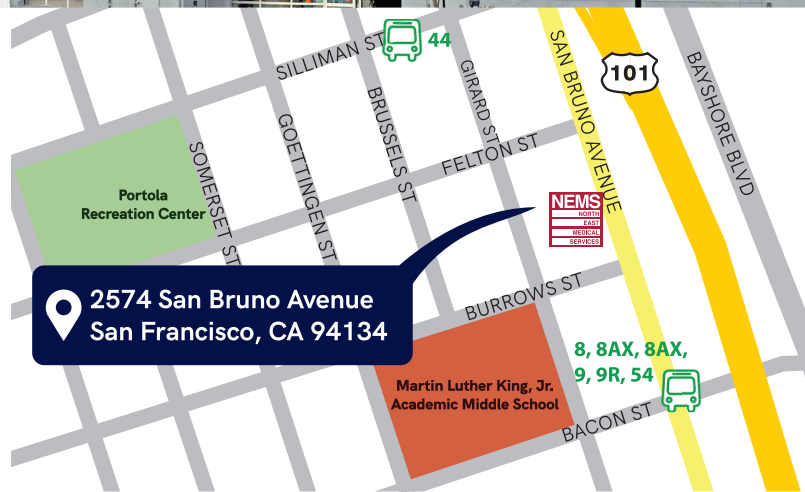 SILLIMAN ST
44
SAN BRUNO AVENUE
101
BAYSHORE BLVD
GIRARD ST
BRUSSELS ST
GOETTINGEN ST
SOMERSET ST
FELTON ST
Portola
Recreation Center
NEMS
NORTH
EAST
MEDICAL
SERVICES
2574 San Bruno Avenue
San Francisco, CA 94134
BURROWS ST
8, 8AX, 8AX,
9, 9R, 54
Martin Luther King, Jr.
Academic Middle School
BACON ST